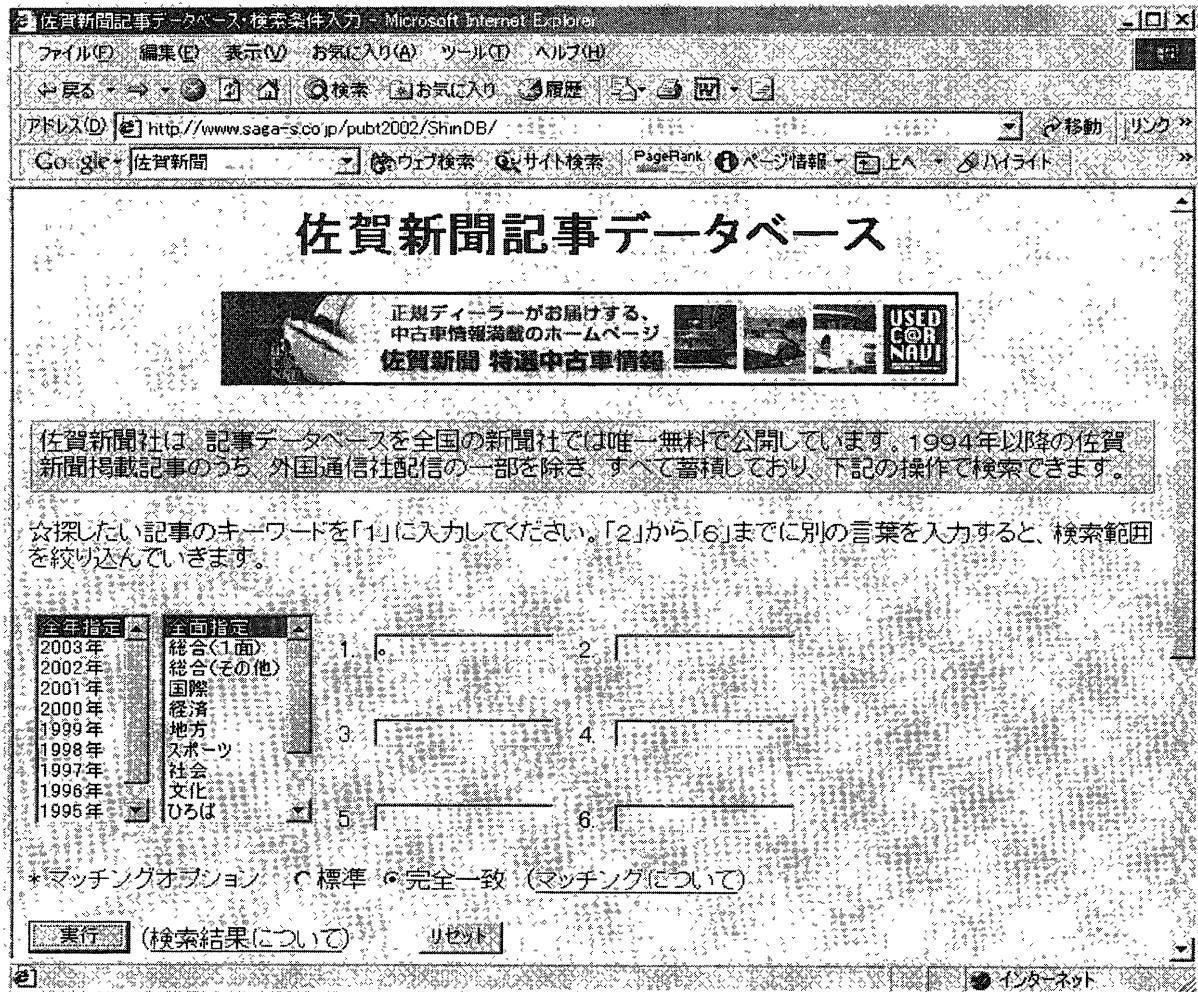 佐賀新聞記事データベース・検索条件入力 - Microsoft Internet Explorer
ファイル(F) 編集(E) 表示(V) お気に入り(A) ツール(T) ヘルプ(H)
戻る 検索 お気に入り 履歴
アドレス(D) http://www.saga-s.co.jp/pubt2002/ShinDB/ 移動 リンク »
Google 佐賀新聞 ウェブ検索 サイト検索 PageRank ページ情報 上へ ハイライト »
佐賀新聞記事データベース
正規ディーラーがお届けする、
中古車情報満載のホームページ
佐賀新聞 特選中古車情報
USED
C@R
NAVI
佐賀新聞社は、記事データベースを全国の新聞社では唯一無料で公開しています。1994年以降の佐賀
新聞掲載記事のうち、外国通信社配信の一部を除き、すべて蓄積しており、下記の操作で検索できます。
☆探したい記事のキーワードを「1」に入力してください。「2」から「6」までに別の言葉を入力すると、検索範囲
を絞り込んでいきます。
全年指定 全面指定
2003年 総合(1面) 1. 。 2.
2002年 総合(その他)
2001年 国際
2000年 経済
1999年 地方 3. 4.
1998年 スポーツ
1997年 社会
1996年 文化
1995年 ひろば 5. 6.
* マッチングオプション 標準 完全一致 (マッチングについて)
実行 (検索結果について) リセット
インターネット